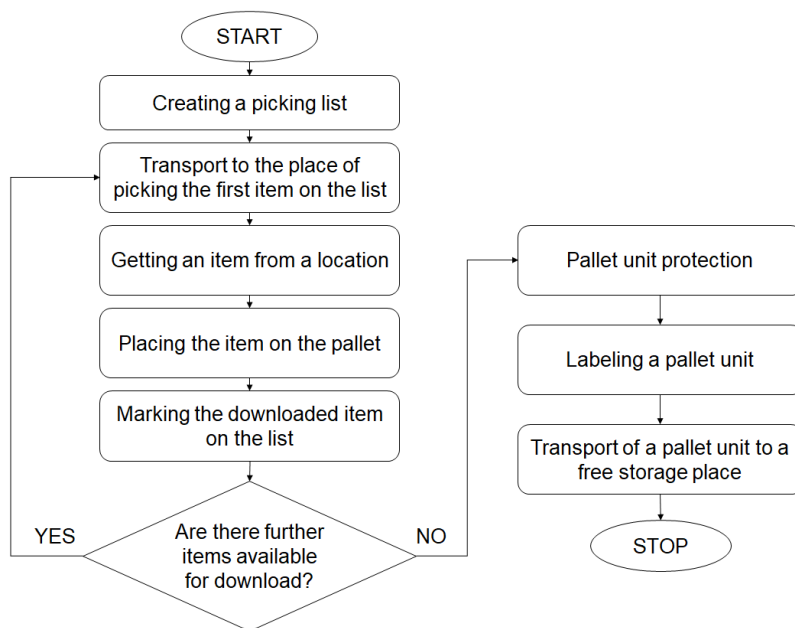 START
Creating a picking list
Transport to the place of
picking the first item on the list
Getting an item from a location
Placing the item on the pallet
Marking the downloaded item
on the list
Are there further
items available
for download?
YES
NO
Pallet unit protection
Labeling a pallet unit
Transport of a pallet unit to a
free storage place
STOP